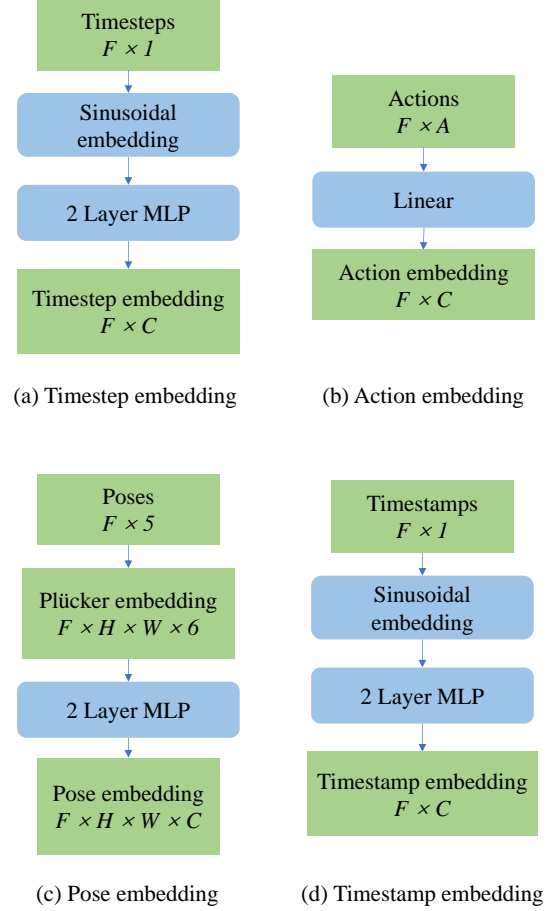 Timesteps
F × 1
Sinusoidal
embedding
2 Layer MLP
Timestep embedding
F × C
(a) Timestep embedding
Actions
F × A
Linear
Action embedding
F × C
(b) Action embedding
Poses
F × 5
Plücker embedding
F × H × W × 6
2 Layer MLP
Pose embedding
F × H × W × C
(c) Pose embedding
Timestamps
F × 1
Sinusoidal
embedding
2 Layer MLP
Timestamp embedding
F × C
(d) Timestamp embedding